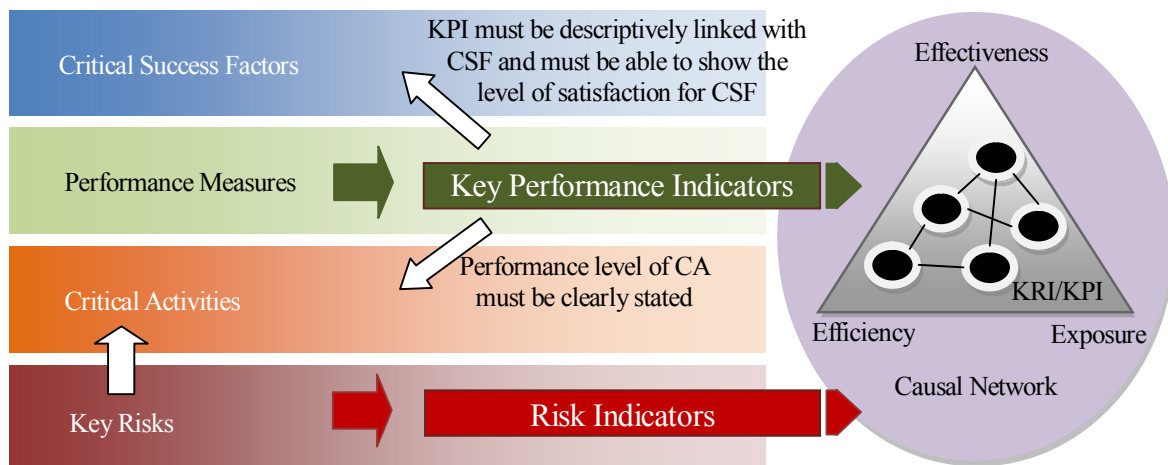 Critical Success Factors
KPI must be descriptively linked with
CSF and must be able to show the
level of satisfaction for CSF
Performance Measures
Key Performance Indicators
Critical Activities
Performance level of CA
must be clearly stated
Key Risks
Risk Indicators
Effectiveness
KRI/KPI
Efficiency
Exposure
Causal Network